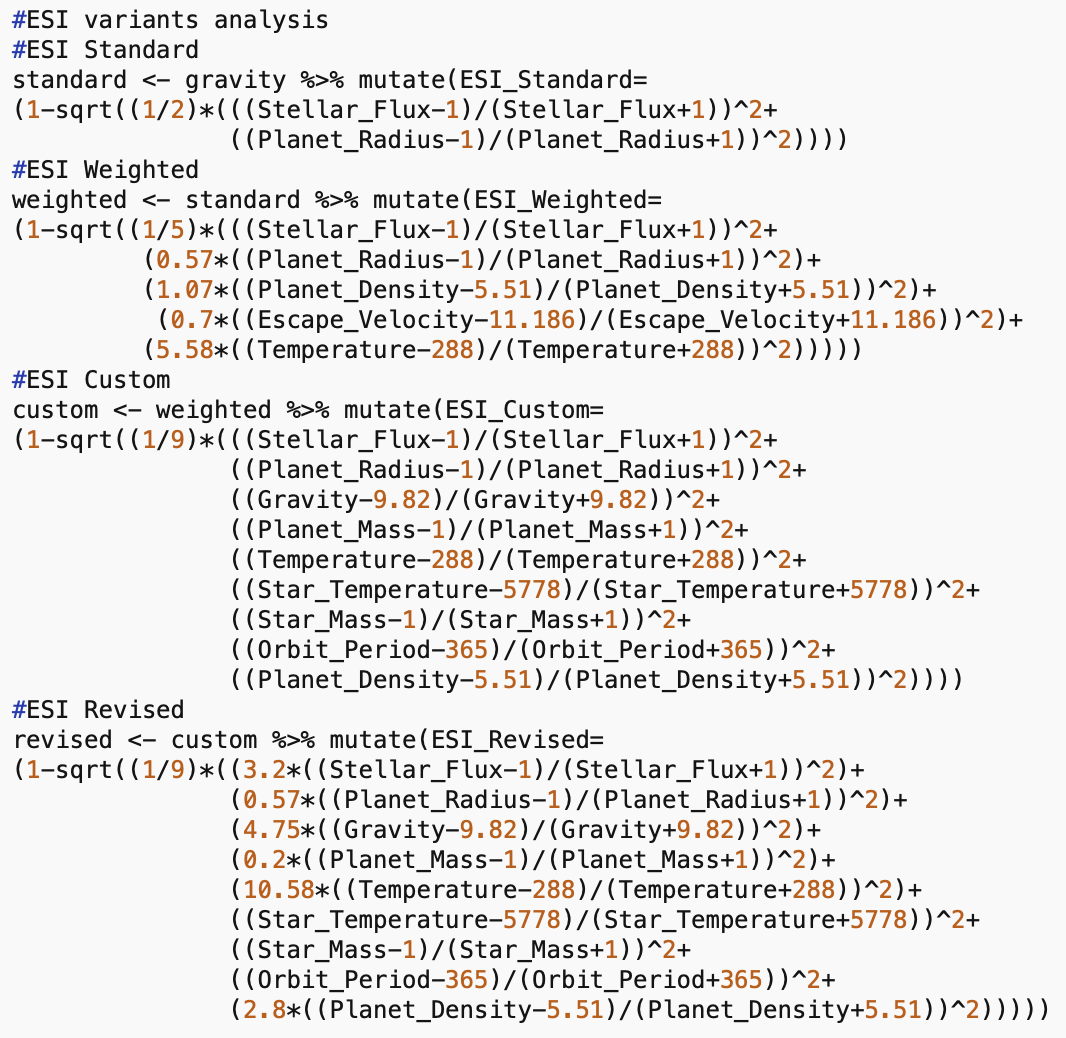 #ESI variants analysis
#ESI Standard
standard <- gravity %>% mutate(ESI_Standard=
(1-sqrt((1/2)*(((Stellar_Flux-1)/(Stellar_Flux+1))^2+
((Planet_Radius-1)/(Planet_Radius+1))^2))))
#ESI Weighted
weighted <- standard %>% mutate(ESI_Weighted=
(1-sqrt((1/5)*(((Stellar_Flux-1)/(Stellar_Flux+1))^2+
(0.57*((Planet_Radius-1)/(Planet_Radius+1))^2)+
(1.07*((Planet_Density-5.51)/(Planet_Density+5.51))^2)+
(0.7*((Escape_Velocity-11.186)/(Escape_Velocity+11.186))^2)+
(5.58*((Temperature-288)/(Temperature+288))^2)))))
#ESI Custom
custom <- weighted %>% mutate(ESI_Custom=
(1-sqrt((1/9)*(((Stellar_Flux-1)/(Stellar_Flux+1))^2+
((Planet_Radius-1)/(Planet_Radius+1))^2+
((Gravity-9.82)/(Gravity+9.82))^2+
((Planet_Mass-1)/(Planet_Mass+1))^2+
((Temperature-288)/(Temperature+288))^2+
((Star_Temperature-5778)/(Star_Temperature+5778))^2+
((Star_Mass-1)/(Star_Mass+1))^2+
((Orbit_Period-365)/(Orbit_Period+365))^2+
((Planet_Density-5.51)/(Planet_Density+5.51))^2))))
#ESI Revised
revised <- custom %>% mutate(ESI_Revised=
(1-sqrt((1/9)*((3.2*((Stellar_Flux-1)/(Stellar_Flux+1))^2)+
(0.57*((Planet_Radius-1)/(Planet_Radius+1))^2)+
(4.75*((Gravity-9.82)/(Gravity+9.82))^2)+
(0.2*((Planet_Mass-1)/(Planet_Mass+1))^2)+
(10.58*((Temperature-288)/(Temperature+288))^2)+
((Star_Temperature-5778)/(Star_Temperature+5778))^2+
((Star_Mass-1)/(Star_Mass+1))^2+
((Orbit_Period-365)/(Orbit_Period+365))^2+
(2.8*((Planet_Density-5.51)/(Planet_Density+5.51))^2)))))